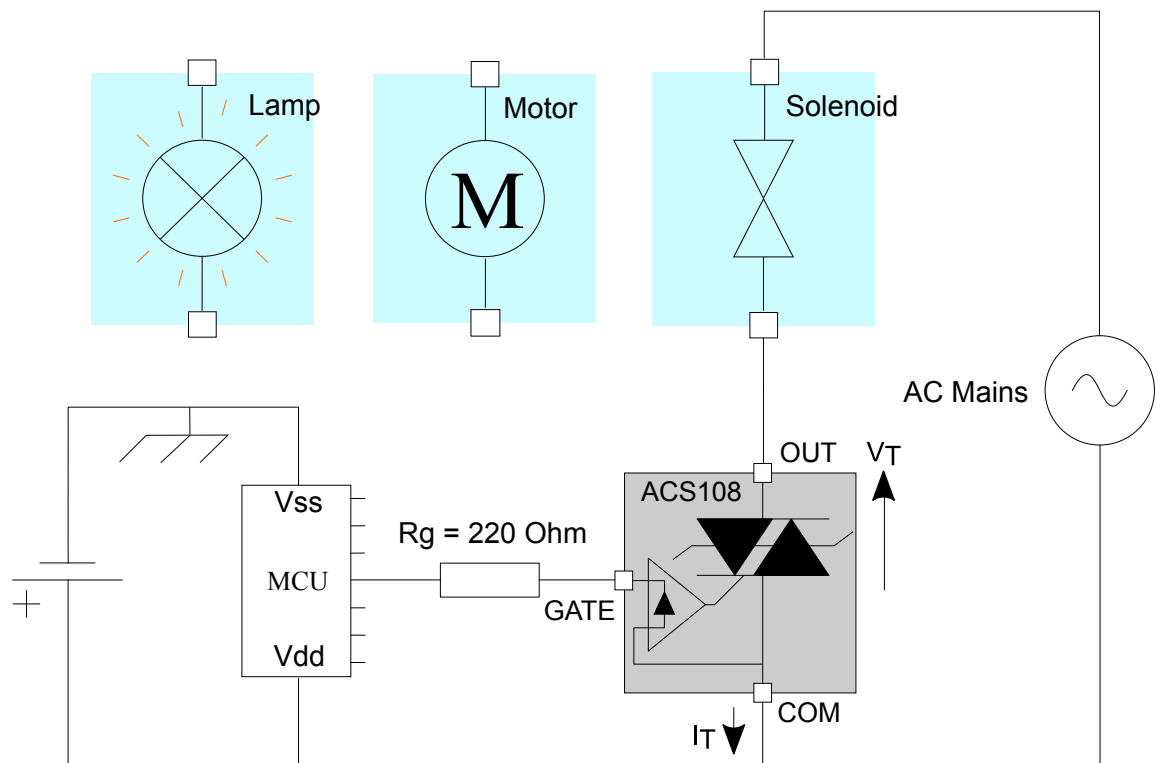 Lamp
Motor
Solenoid
M
AC Mains
OUT
VT
ACS108
Vss
Rg = 220 Ohm
MCU
GATE
+
Vdd
COM
IT